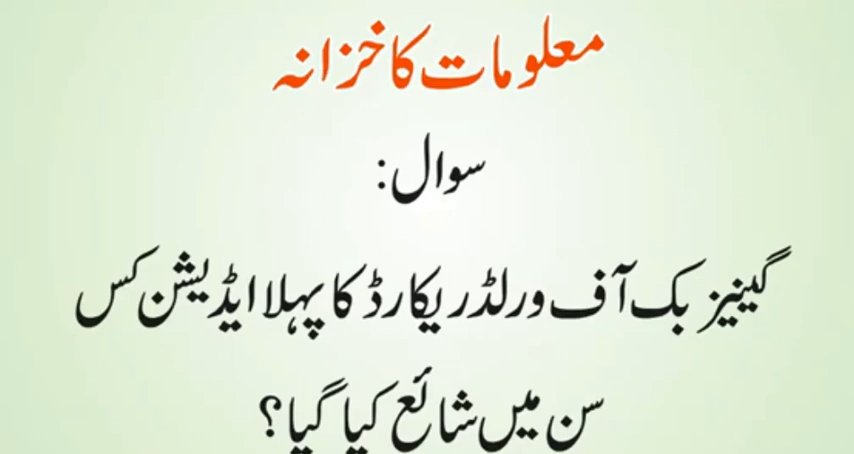 معلومات کا خزانہ
سوال:
گینیز بک آف ورلڈ ریکارڈ کا پہلا ایڈیشن کس
سن میں شائع کیا گیا؟